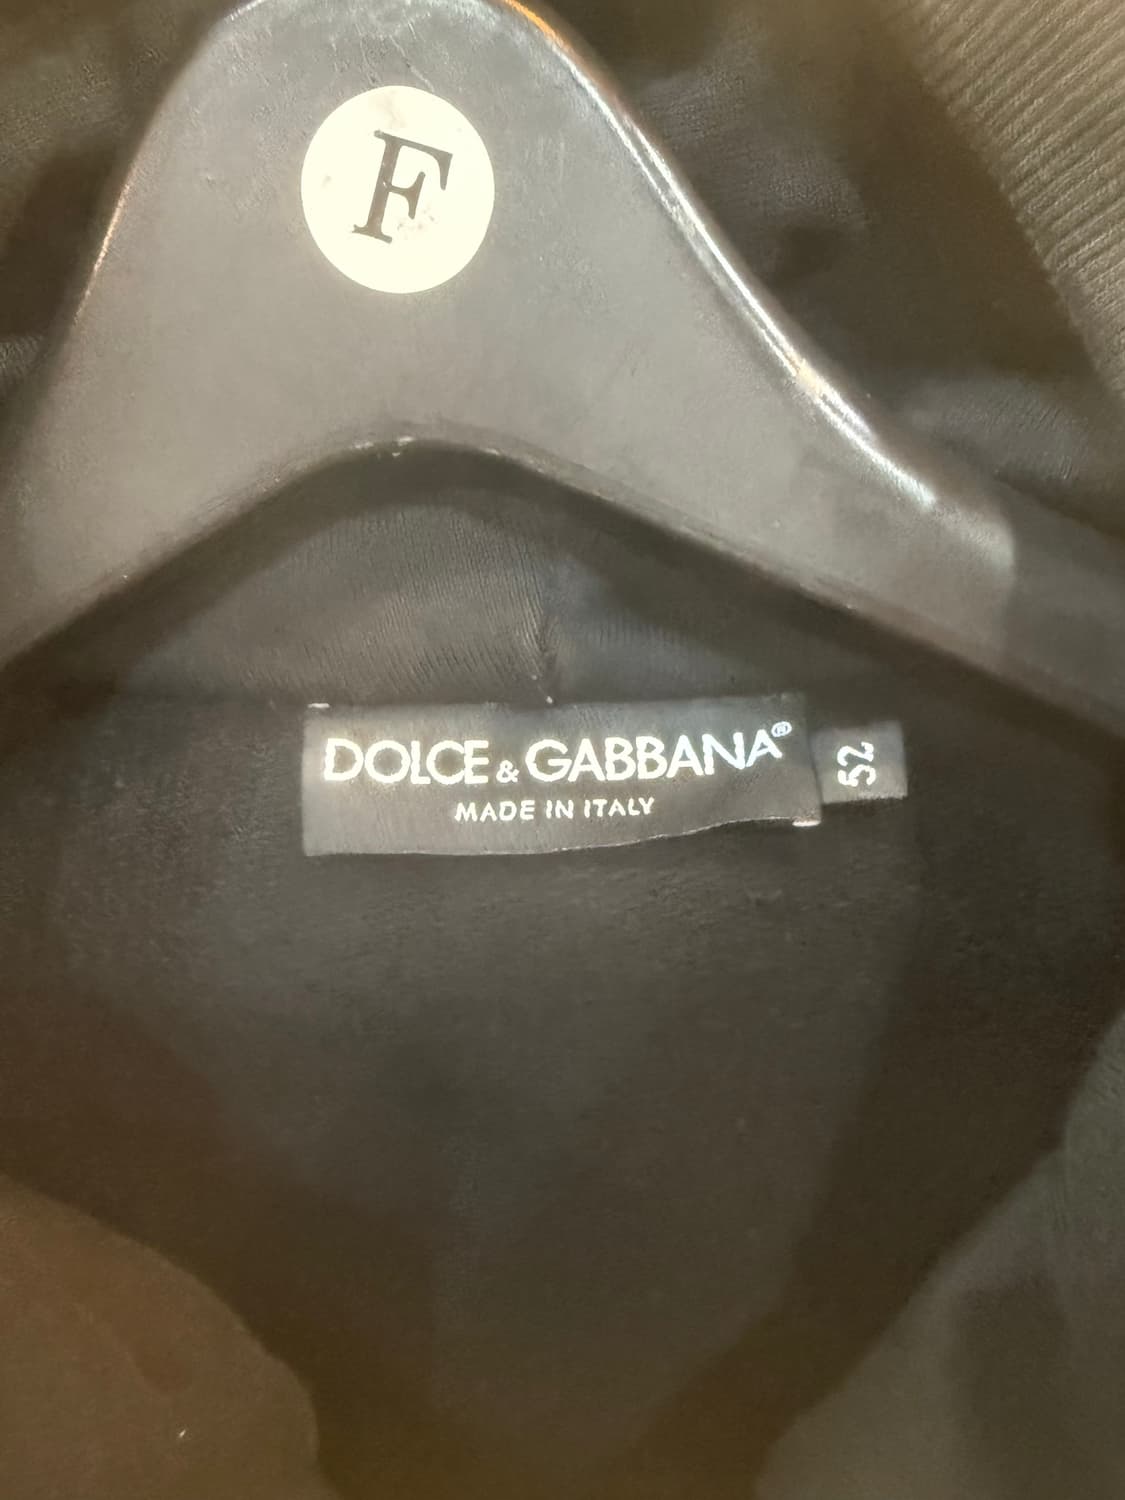 F
DOLCE & GABBANA®
MADE IN ITALY
52